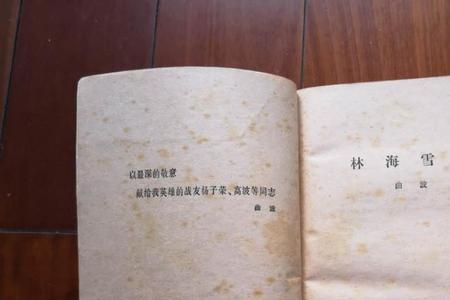 以最深的敬意
献给我英雄的战友杨子荣、高波等同志
曲波
林海雪
曲波